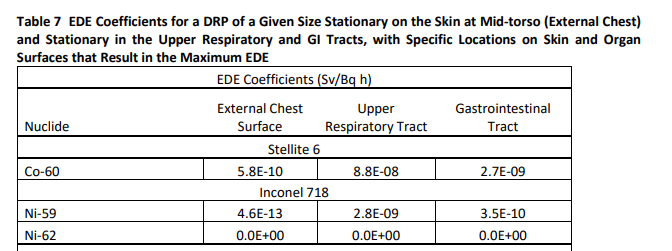 Table 7 EDE Coefficients for a DRP of a Given Size Stationary on the Skin at Mid-torso (External Chest)
and Stationary in the Upper Respiratory and GI Tracts, with Specific Locations on Skin and Organ
Surfaces that Result in the Maximum EDE
EDE Coefficients (Sv/Bq h)
Nuclide External Chest Surface Upper Respiratory Tract Gastrointestinal Tract
Stellite 6
Co-60 5.8E-10 8.8E-08 2.7E-09
Inconel 718
Ni-59 4.6E-13 2.8E-09 3.5E-10
Ni-62 0.0E+00 0.0E+00 0.0E+00